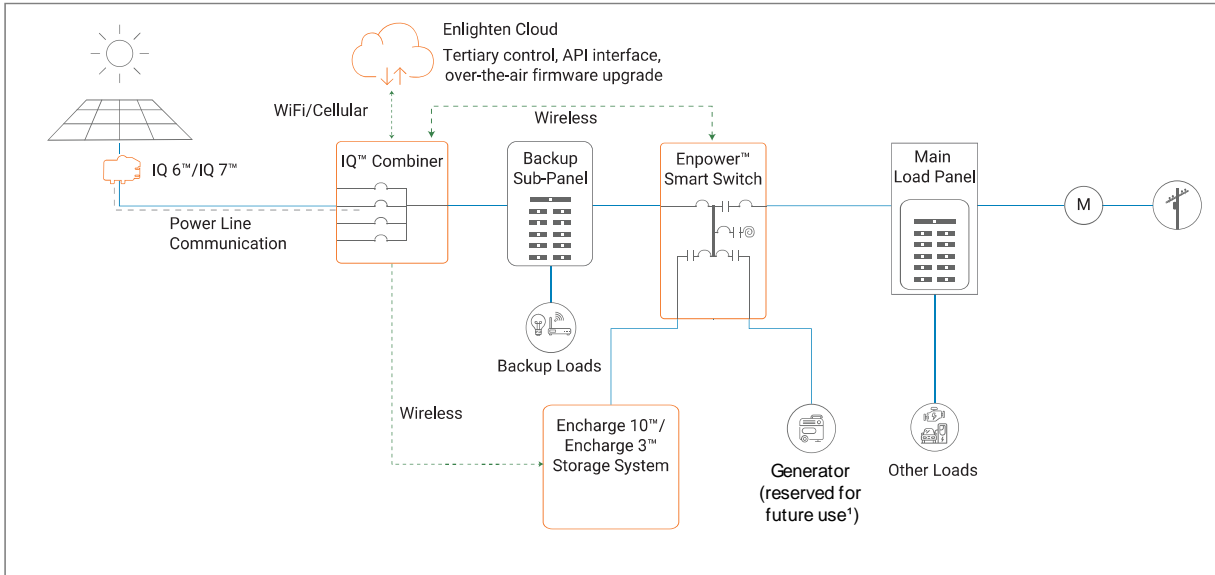 Enlighten Cloud
Tertiary control, API interface,
over-the-air firmware upgrade
WiFi/Cellular
Wireless
IQ™ Combiner
Backup
Sub-Panel
Enpower™
Smart Switch
Main
Load Panel
IQ 6™/IQ 7™
M
Power Line
Communication
Backup Loads
Wireless
Encharge 10™/
Encharge 3™
Storage System
Generator
(reserved for
future use¹)
Other Loads